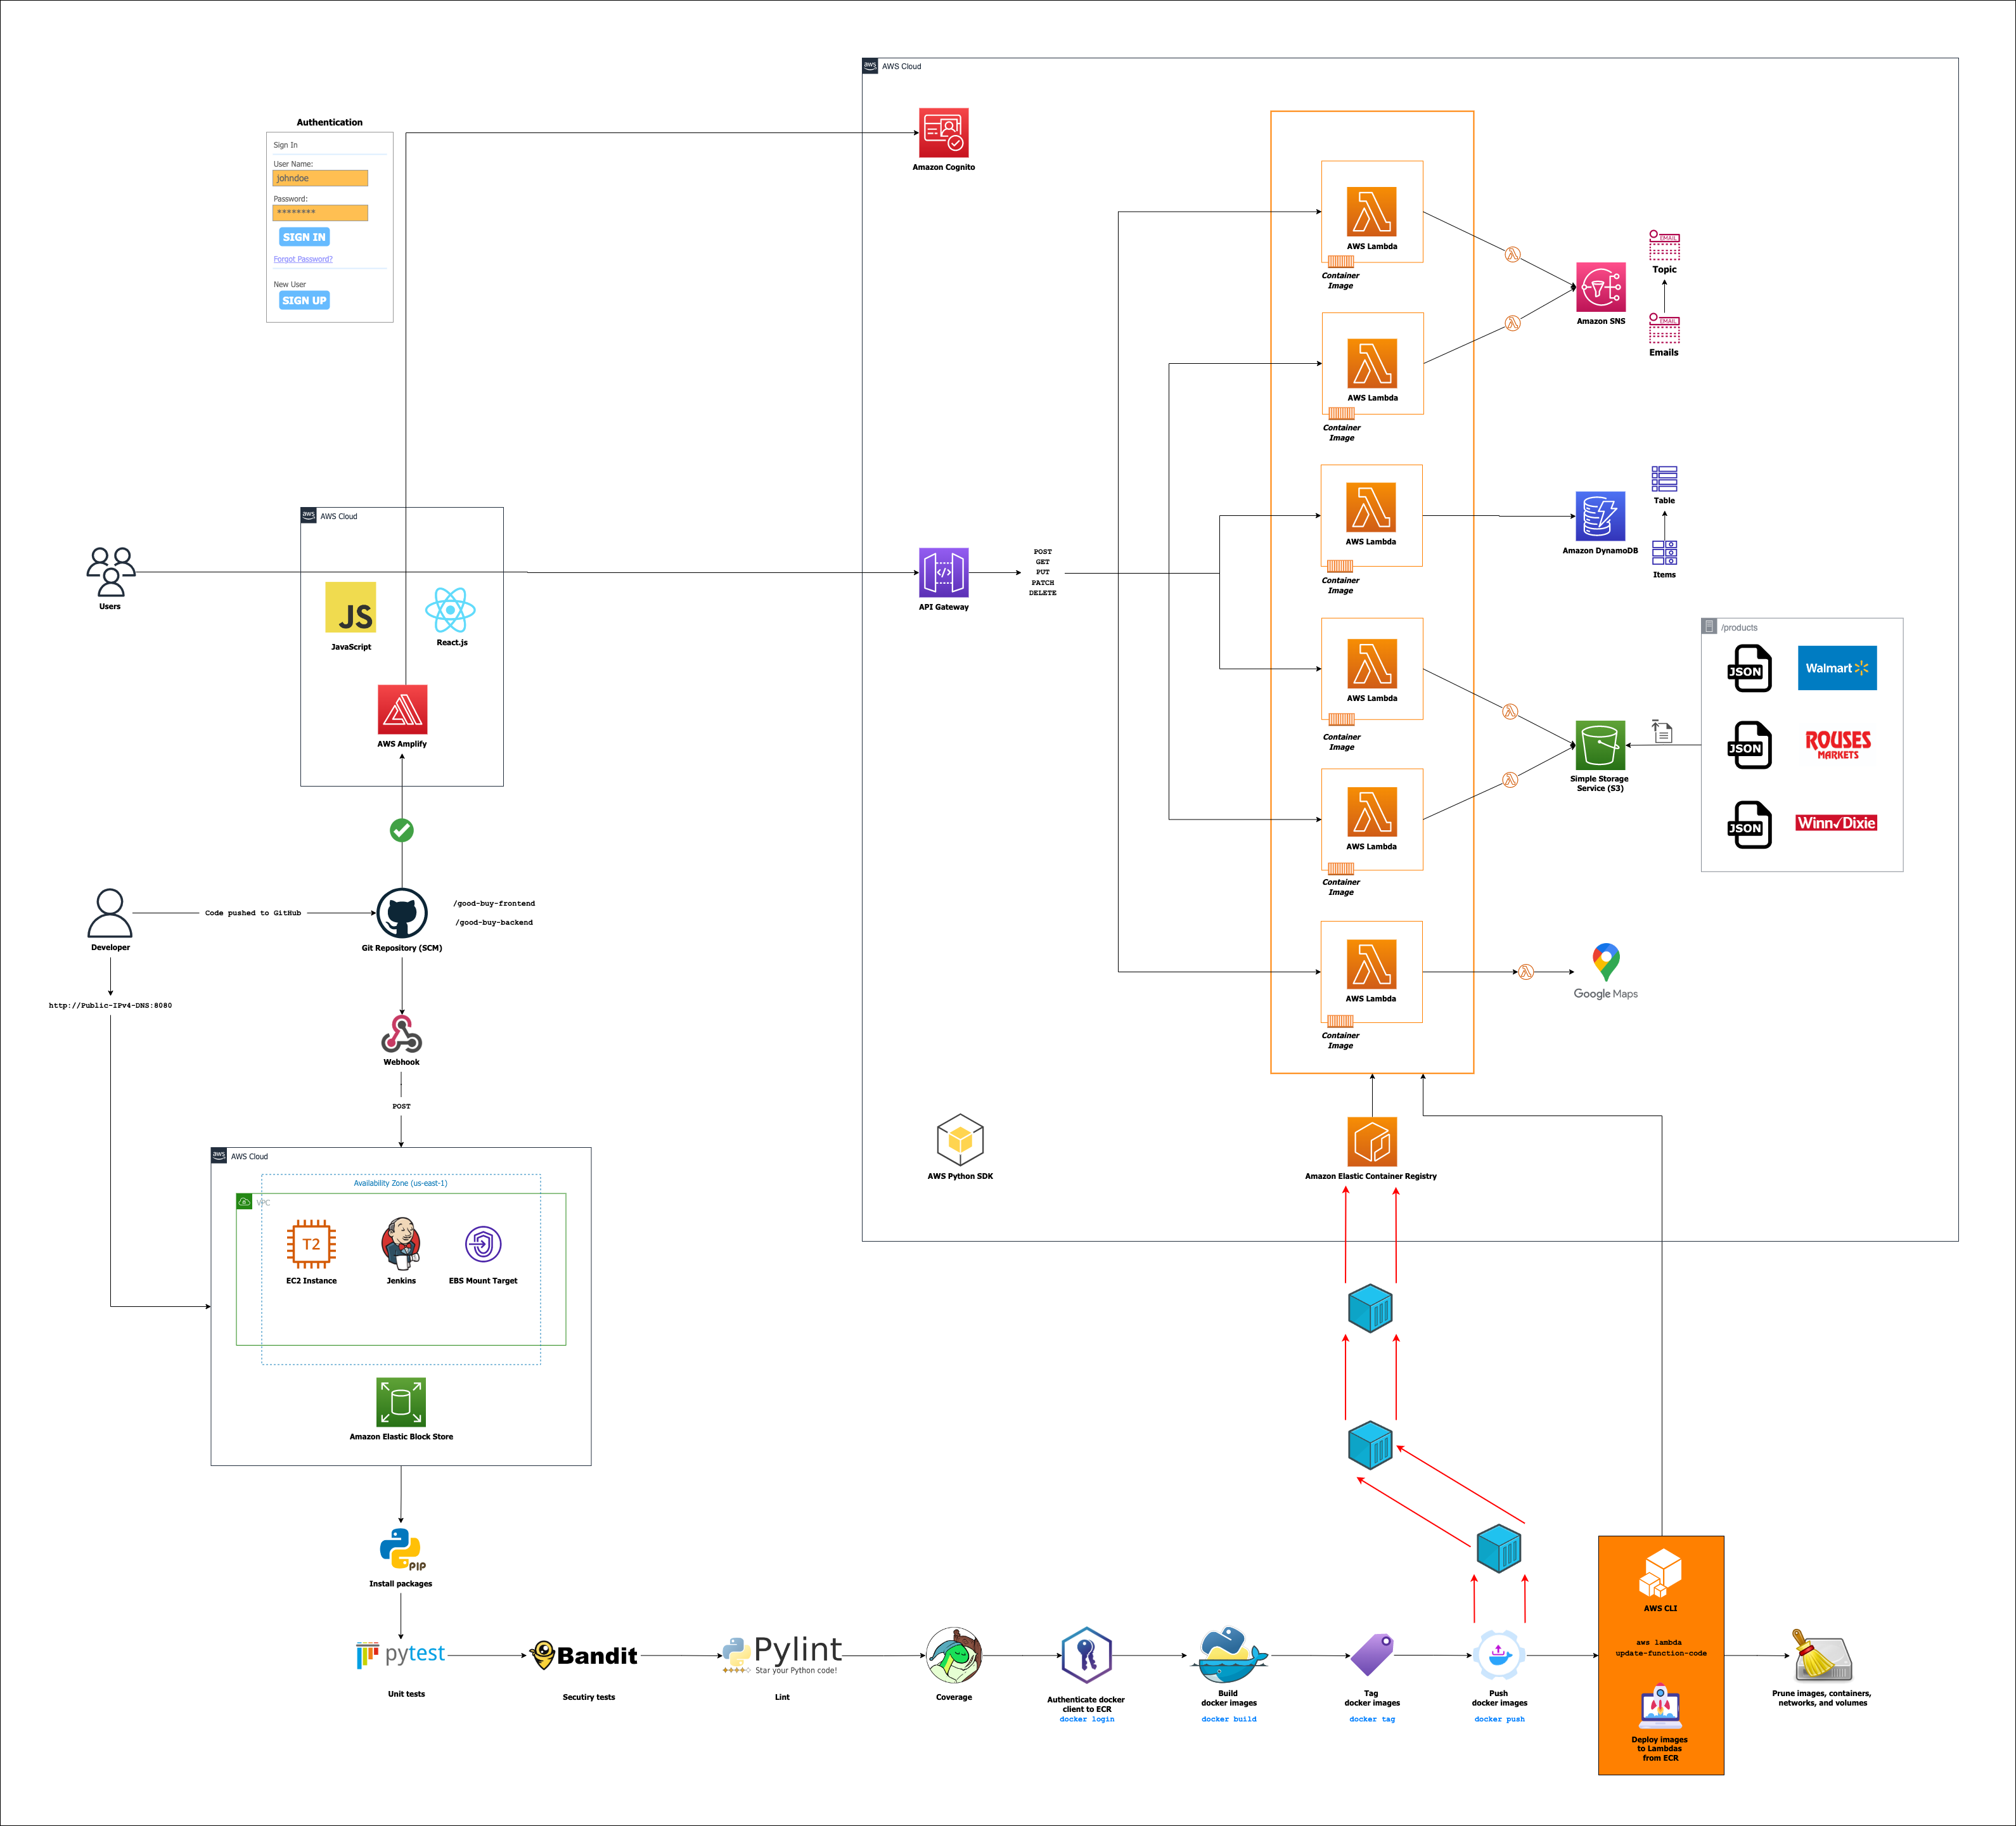 aws AWS Cloud
Authentication
Sign In
User Name:
johndoe
Password:
********
SIGN IN
Forgot Password?
New User
SIGN UP
Amazon Cognito
AWS Lambda
Container
Image
EMAIL
Topic
Amazon SNS
EMAIL
Emails
AWS Lambda
Container
Image
aws AWS Cloud
Users
JS
JavaScript
React.js
AWS Amplify
API Gateway
POST
GET
PUT
PATCH
DELETE
AWS Lambda
Container
Image
Amazon DynamoDB
Table
Items
AWS Lambda
Container
Image
Simple Storage
Service (S3)
/products
JSON
Walmart
JSON
ROUSES
MARKETS
JSON
Winn Dixie
AWS Lambda
Container
Image
AWS Lambda
Container
Image
Google Maps
Developer
Code pushed to GitHub
Git Repository (SCM)
/good-buy-frontend
/good-buy-backend
http://Public-IPv4-DNS:8080
Webhook
POST
aws AWS Cloud
Availability Zone (us-east-1)
VPC
T2
EC2 Instance
Jenkins
EBS Mount Target
Amazon Elastic Block Store
AWS Python SDK
Amazon Elastic Container Registry
PIP
Install packages
pytest
Unit tests
Bandit
Secutiry tests
Pylint
Star your Python code!
Lint
Coverage
Authenticate docker
client to ECR
docker login
Build
docker images
docker build
Tag
docker images
docker tag
Push
docker images
docker push
AWS CLI
aws lambda
update-function-code
Deploy images
to Lambdas
from ECR
Prune images, containers,
networks, and volumes